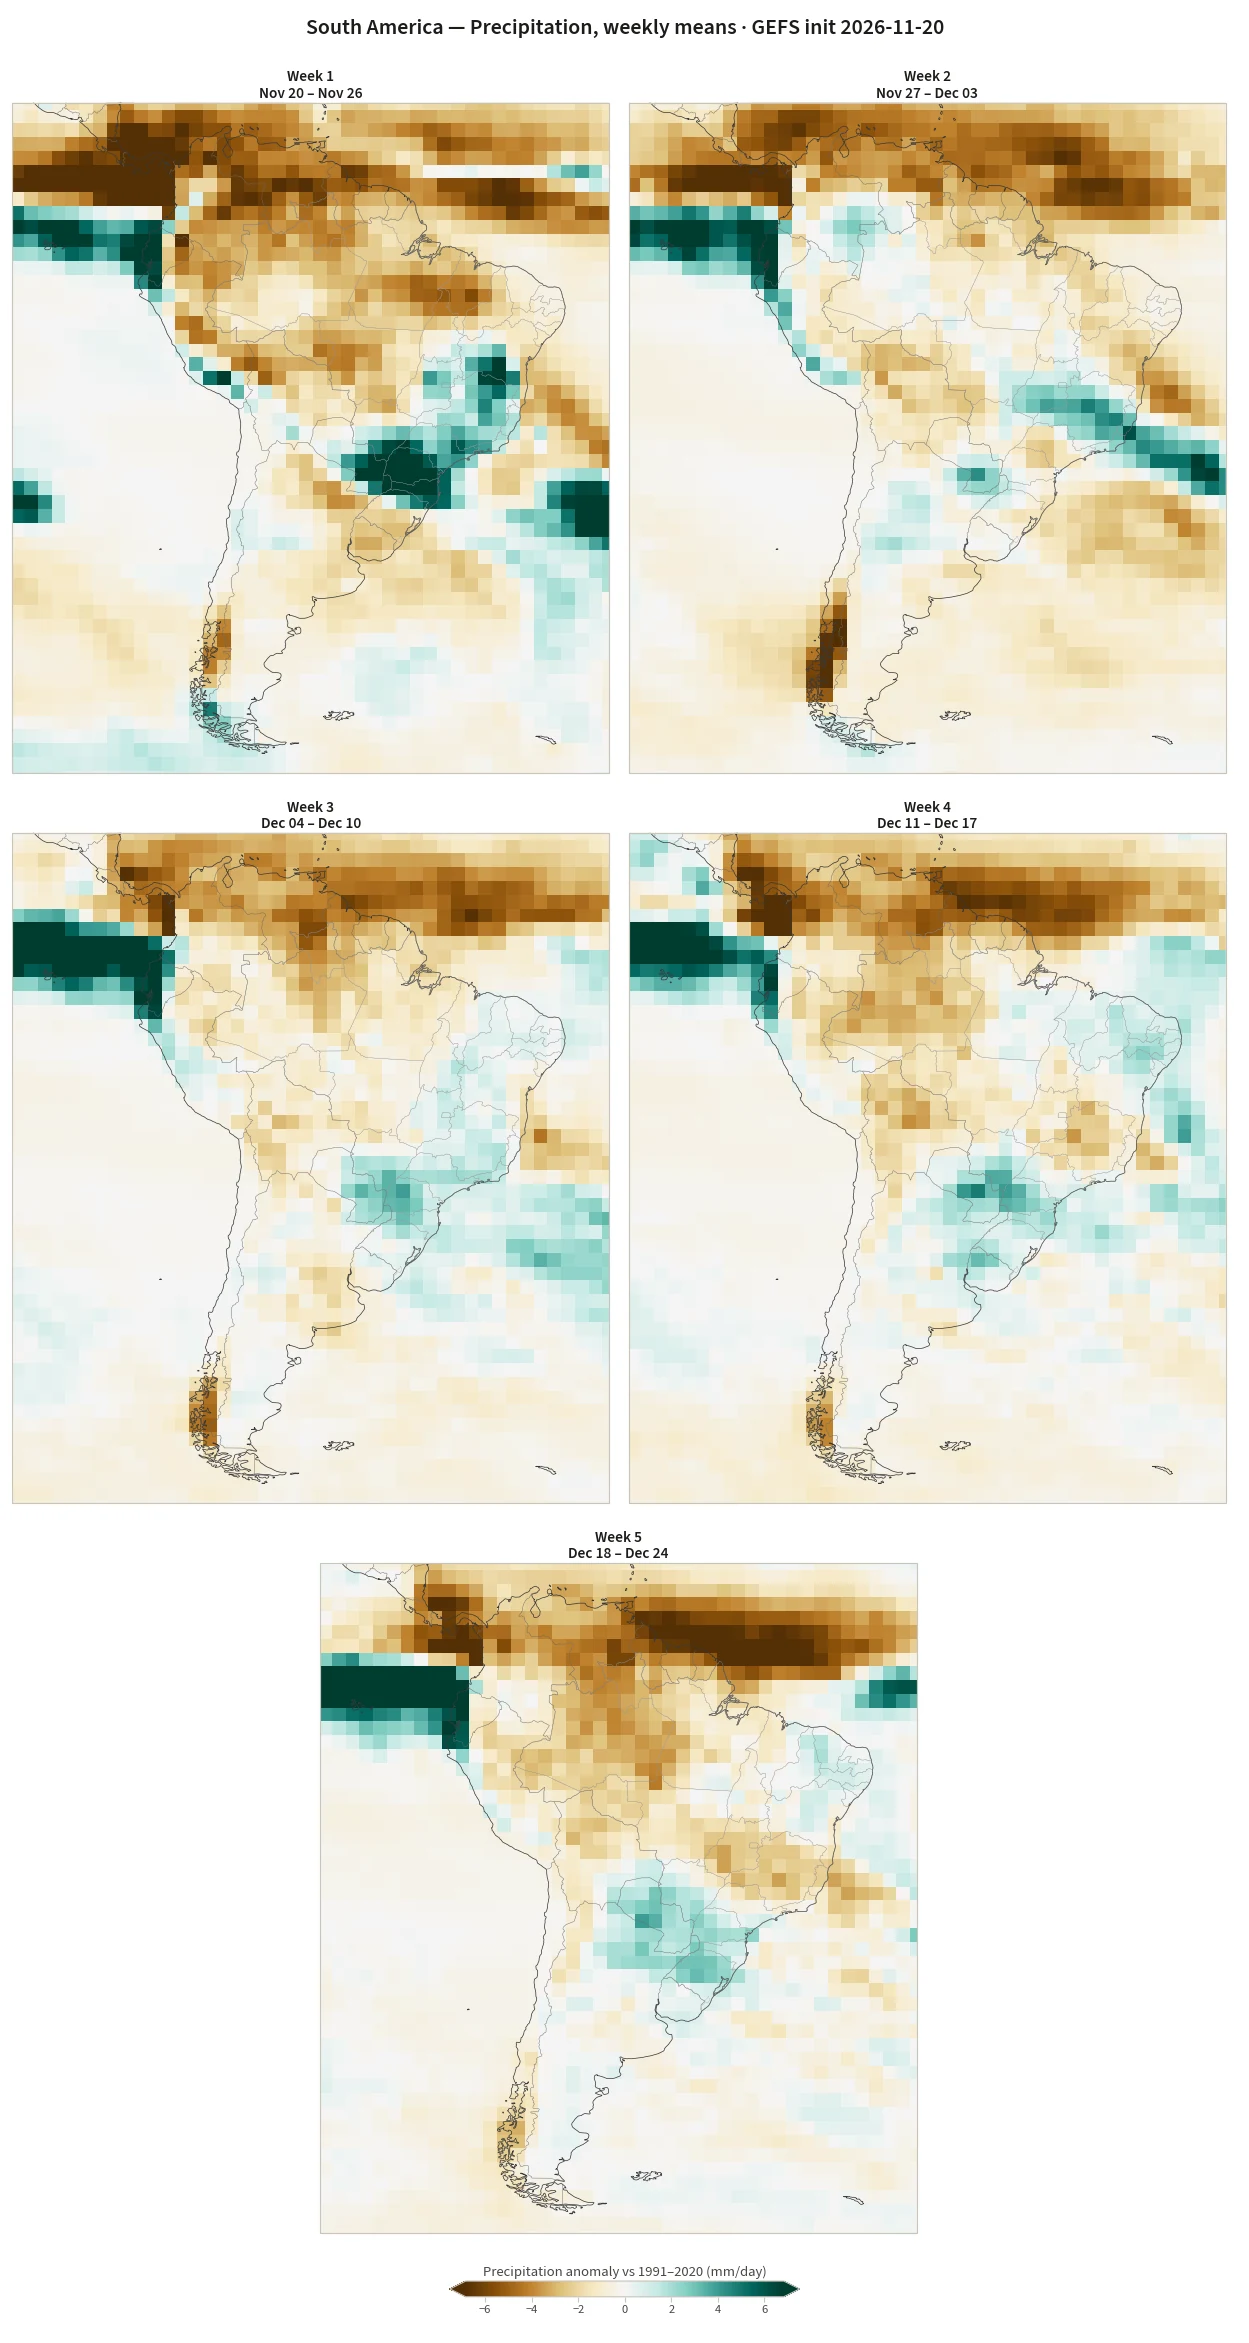 South America — Precipitation, weekly means · GEFS init 2026-11-20
Week 1
Nov 20 – Nov 26
Week 2
Nov 27 – Dec 03
Week 3
Dec 04 – Dec 10
Week 4
Dec 11 – Dec 17
Week 5
Dec 18 – Dec 24
Precipitation anomaly vs 1991–2020 (mm/day)
−6 −4 −2 0 2 4 6